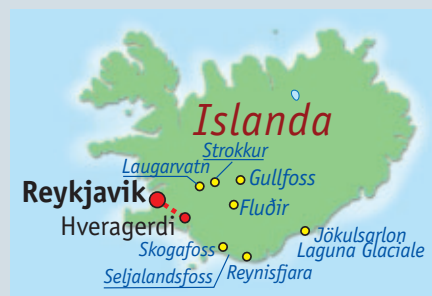 Islanda
Strokkur
Laugarvatn
Gullfoss
Reykjavik
Fluðir
Hveragerdi
Jökulsarlon
Laguna Glaciale
Skogafoss
Seljalandsfoss
Reynisfjara